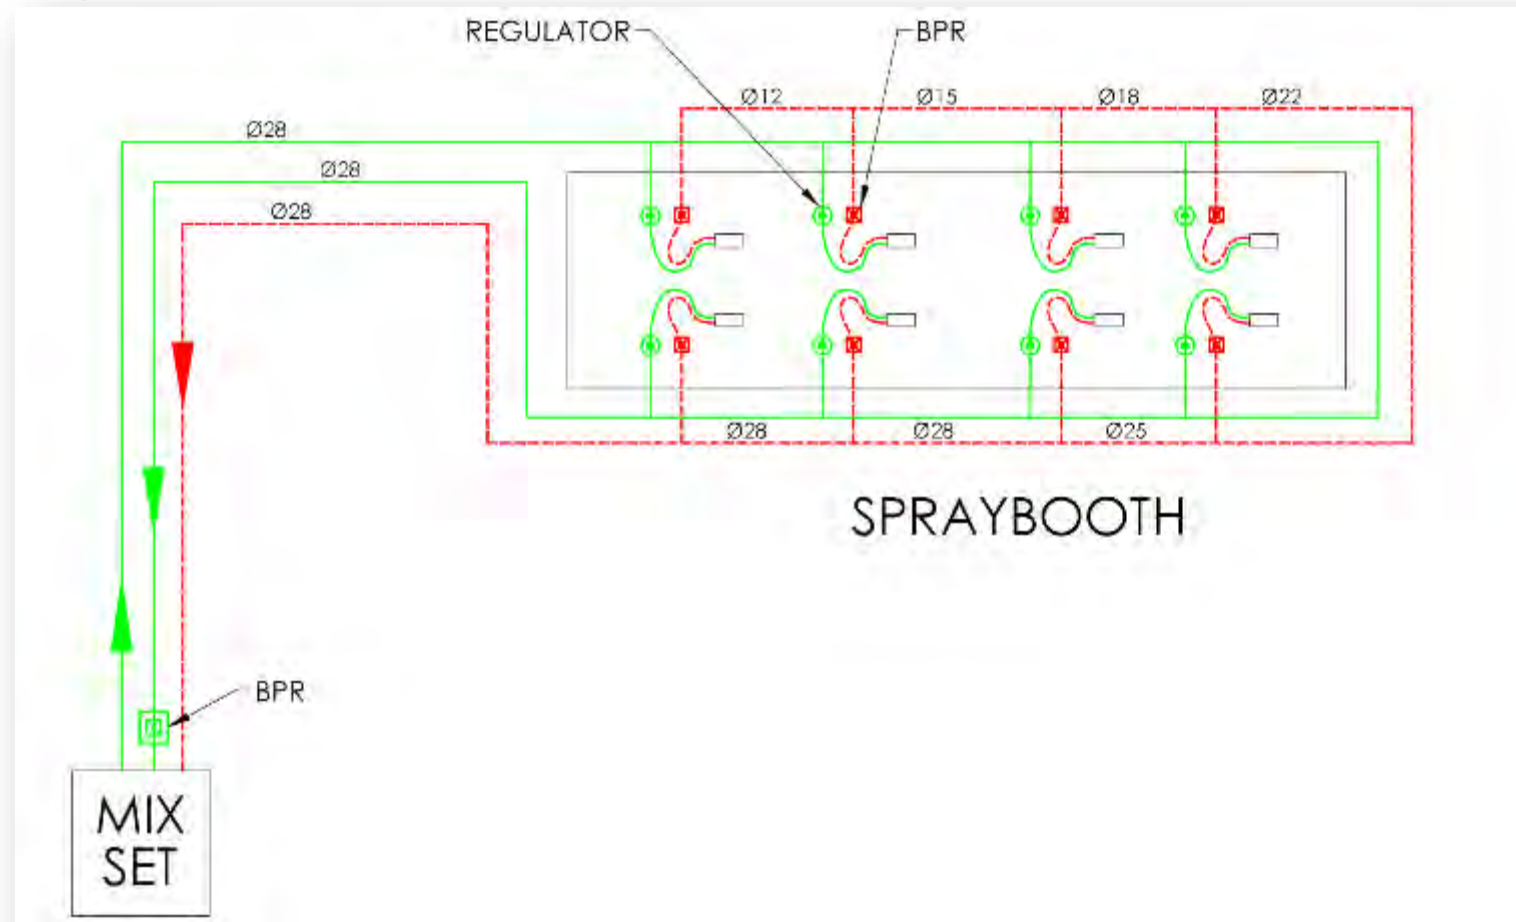 REGULATOR
BPR
Ø12
Ø15
Ø18
Ø22
Ø28
Ø28
Ø28
Ø28
Ø28
Ø25
SPRAYBOOTH
BPR
MIX
SET